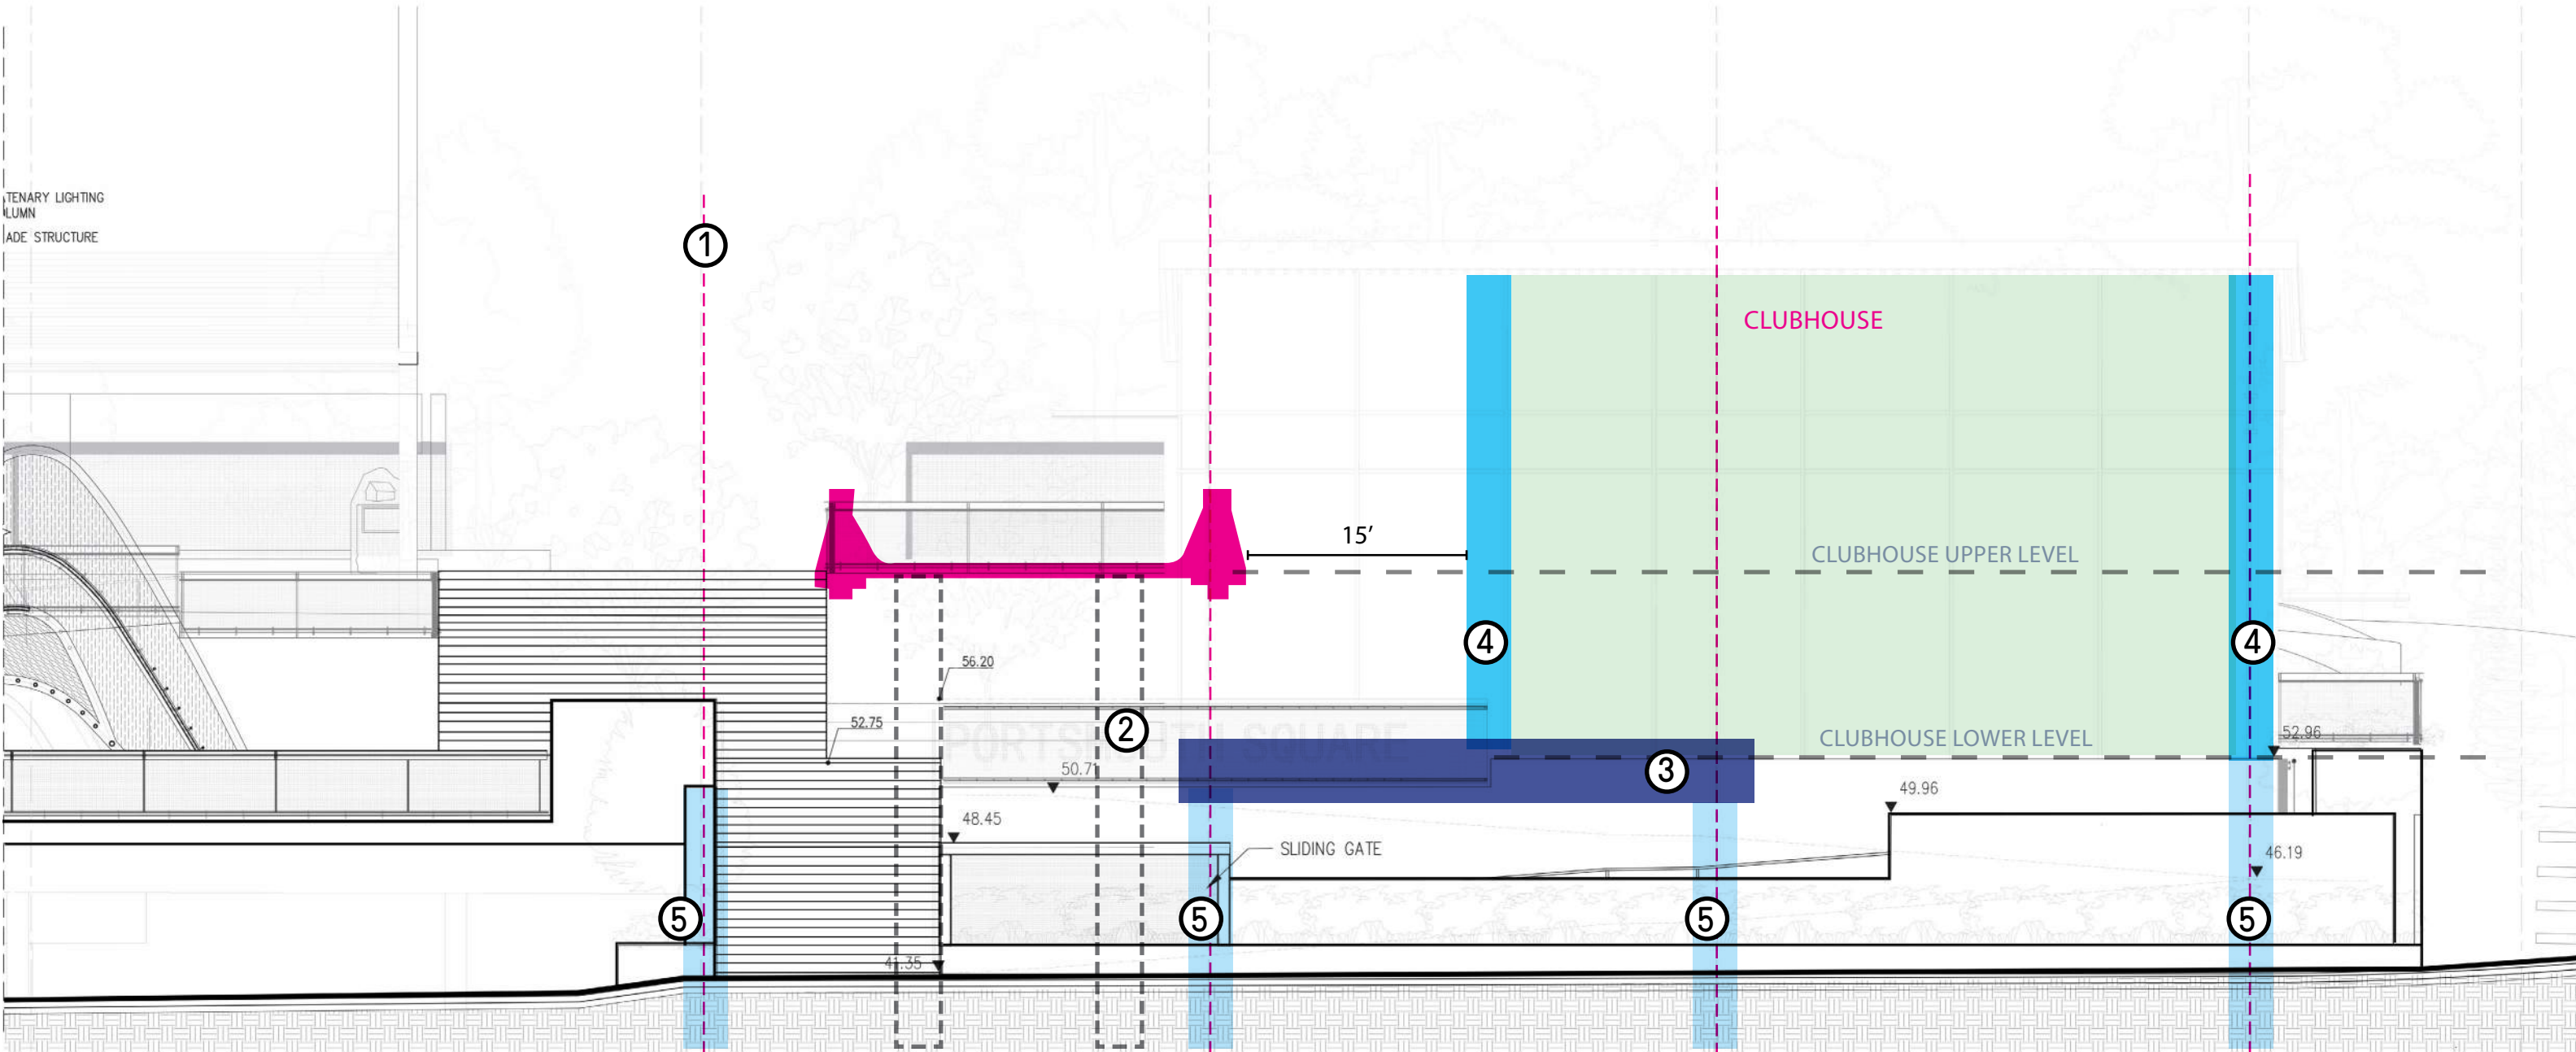 TENARY LIGHTING
LUMN
ADE STRUCTURE
1
CLUBHOUSE
15'
CLUBHOUSE UPPER LEVEL
4
4
56.20
52.75
2
PORTSMOUTH SQUARE
CLUBHOUSE LOWER LEVEL
52.96
50.71
3
49.96
48.45
SLIDING GATE
46.19
5
5
5
5
41.35